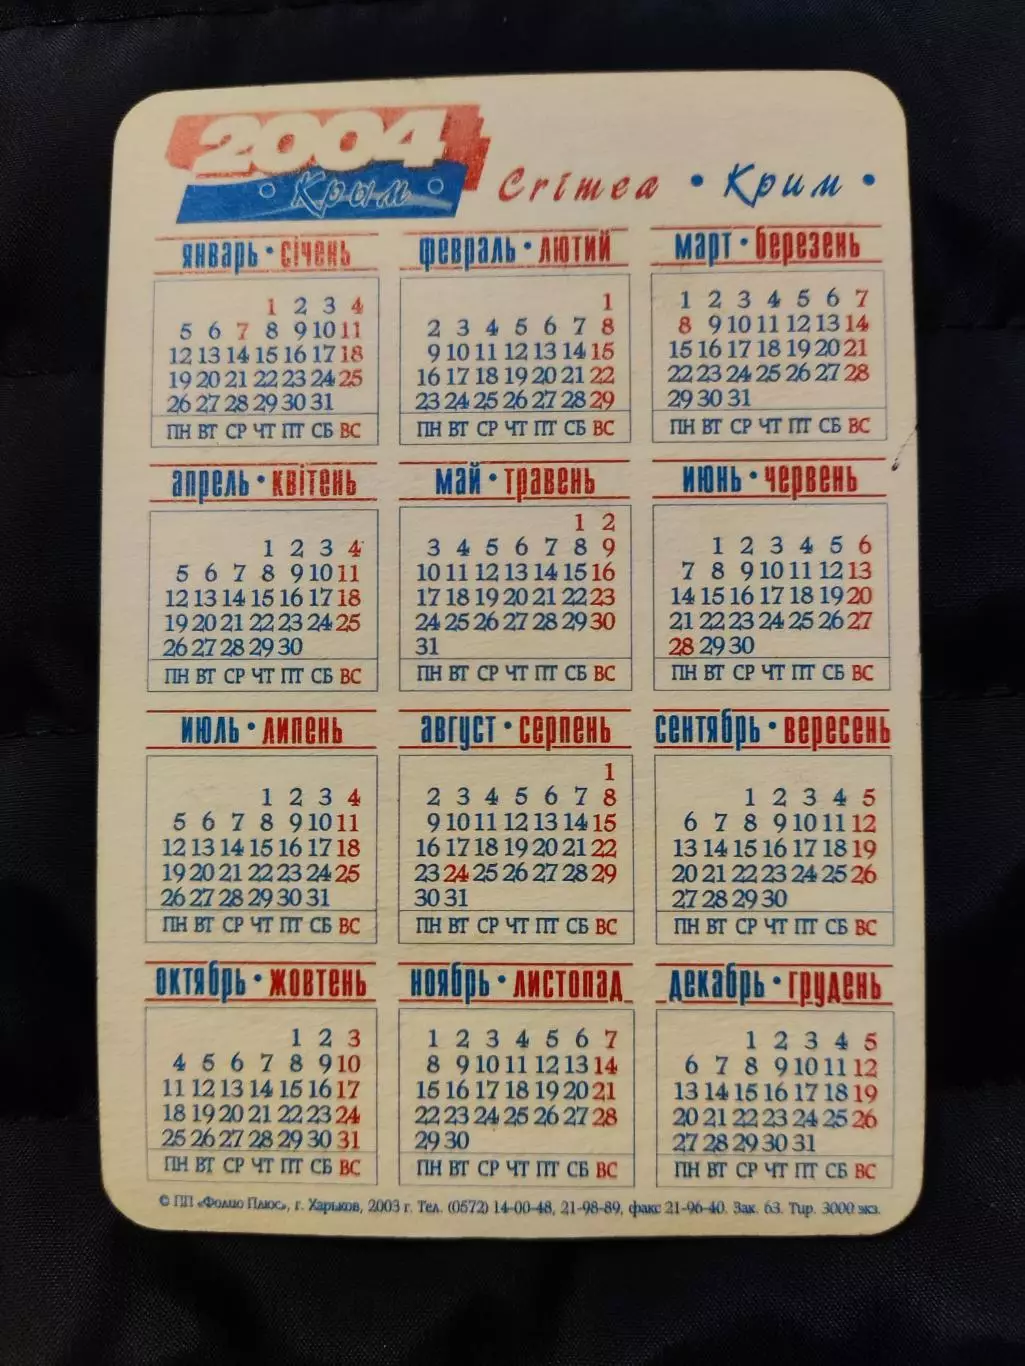 2004
• Крым •
Crimea • Крим •
январь • січень
1 2 3 4
5 6 7 8 9 10 11
12 13 14 15 16 17 18
19 20 21 22 23 24 25
26 27 28 29 30 31
ПН ВТ СР ЧТ ПТ СБ ВС
февраль • лютий
1
2 3 4 5 6 7 8
9 10 11 12 13 14 15
16 17 18 19 20 21 22
23 24 25 26 27 28 29
ПН ВТ СР ЧТ ПТ СБ ВС
март • березень
1 2 3 4 5 6 7
8 9 10 11 12 13 14
15 16 17 18 19 20 21
22 23 24 25 26 27 28
29 30 31
ПН ВТ СР ЧТ ПТ СБ ВС
апрель • квітень
1 2 3 4
5 6 7 8 9 10 11
12 13 14 15 16 17 18
19 20 21 22 23 24 25
26 27 28 29 30
ПН ВТ СР ЧТ ПТ СБ ВС
май • травень
1 2
3 4 5 6 7 8 9
10 11 12 13 14 15 16
17 18 19 20 21 22 23
24 25 26 27 28 29 30
31
ПН ВТ СР ЧТ ПТ СБ ВС
июнь • червень
1 2 3 4 5 6
7 8 9 10 11 12 13
14 15 16 17 18 19 20
21 22 23 24 25 26 27
28 29 30
ПН ВТ СР ЧТ ПТ СБ ВС
июль • липень
1 2 3 4
5 6 7 8 9 10 11
12 13 14 15 16 17 18
19 20 21 22 23 24 25
26 27 28 29 30 31
ПН ВТ СР ЧТ ПТ СБ ВС
август • серпень
1
2 3 4 5 6 7 8
9 10 11 12 13 14 15
16 17 18 19 20 21 22
23 24 25 26 27 28 29
30 31
ПН ВТ СР ЧТ ПТ СБ ВС
сентябрь • вересень
1 2 3 4 5
6 7 8 9 10 11 12
13 14 15 16 17 18 19
20 21 22 23 24 25 26
27 28 29 30
ПН ВТ СР ЧТ ПТ СБ ВС
октябрь • жовтень
1 2 3
4 5 6 7 8 9 10
11 12 13 14 15 16 17
18 19 20 21 22 23 24
25 26 27 28 29 30 31
ПН ВТ СР ЧТ ПТ СБ ВС
ноябрь • листопад
1 2 3 4 5 6 7
8 9 10 11 12 13 14
15 16 17 18 19 20 21
22 23 24 25 26 27 28
29 30
ПН ВТ СР ЧТ ПТ СБ ВС
декабрь • грудень
1 2 3 4 5
6 7 8 9 10 11 12
13 14 15 16 17 18 19
20 21 22 23 24 25 26
27 28 29 30 31
ПН ВТ СР ЧТ ПТ СБ ВС
© ПП «Фолио Плюс», г. Харьков, 2003 г. Тел. (0572) 14-00-48, 21-98-89, факс 21-96-40. Зак. 63. Тир. 3000 экз.